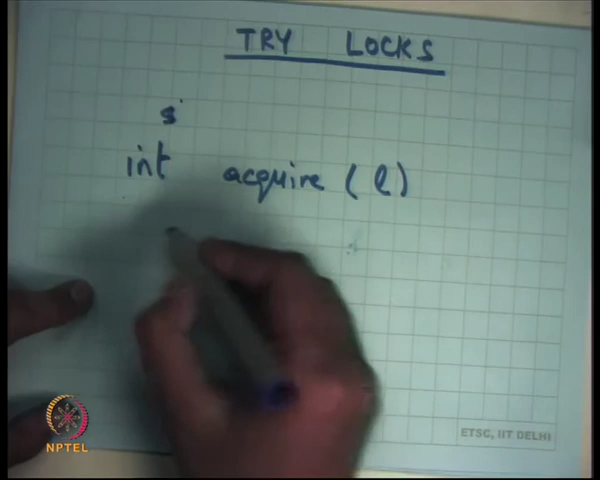 TRY LOCKS
s
int acquire (l)
ETSC, IIT DELHI
NPTEL